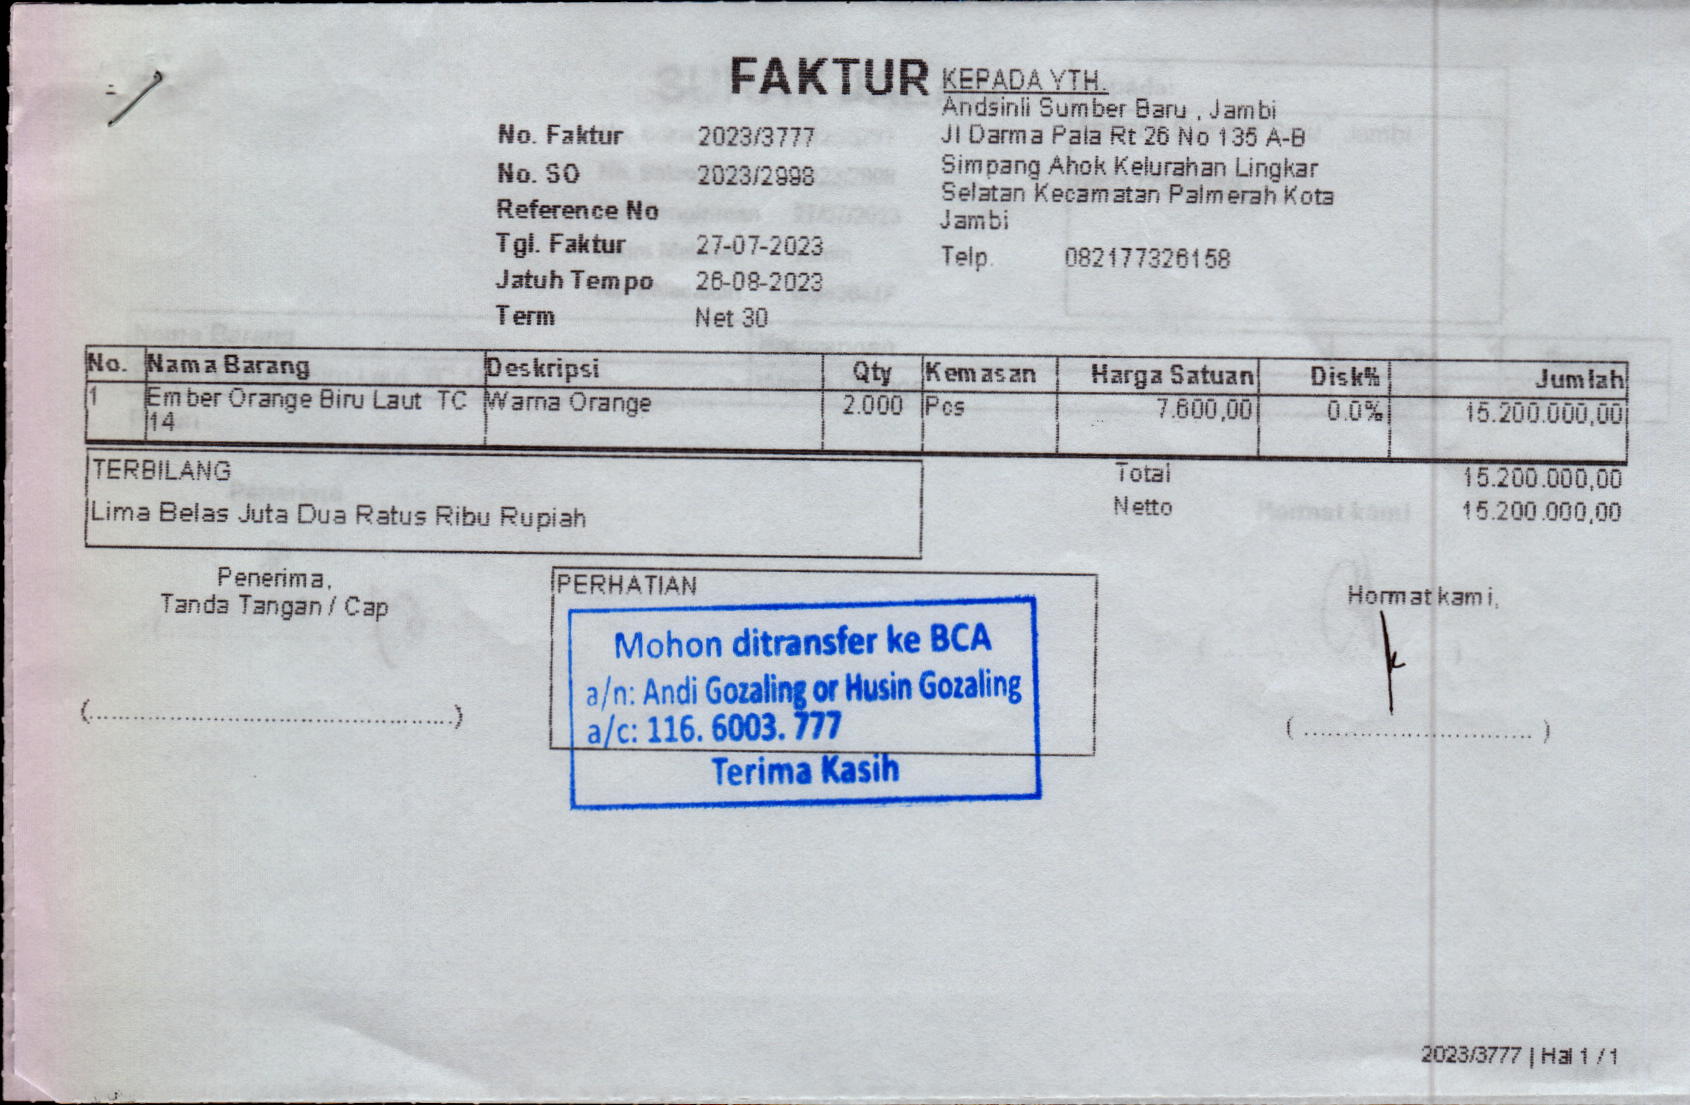 FAKTUR
No. Faktur 2023/3777
No. SO 2023/2998
Reference No
Tgl. Faktur 27-07-2023
Jatuh Tempo 26-08-2023
Term Net 30
KEPADA YTH.
Andsinli Sumber Baru , Jambi
Jl Darma Pala Rt 26 No 135 A-B
Simpang Ahok Kelurahan Lingkar
Selatan Kecamatan Palmerah Kota
Jambi
Telp. 082177326158
No. Nama Barang Deskripsi Qty Kemasan Harga Satuan Disk% Jumlah
1 Ember Orange Biru Laut TC Warna Orange 2.000 Pcs 7.600,00 0.0% 15.200.000,00
14
TERBILANG
Lima Belas Juta Dua Ratus Ribu Rupiah
Total 15.200.000,00
Netto 15.200.000,00
Penerima,
Tanda Tangan / Cap
(..............................................)
PERHATIAN
Mohon ditransfer ke BCA
a/n: Andi Gozaling or Husin Gozaling
a/c: 116. 6003. 777
Terima Kasih
Hormat kami,
( ............................... )
2023/3777 | Hal 1 / 1